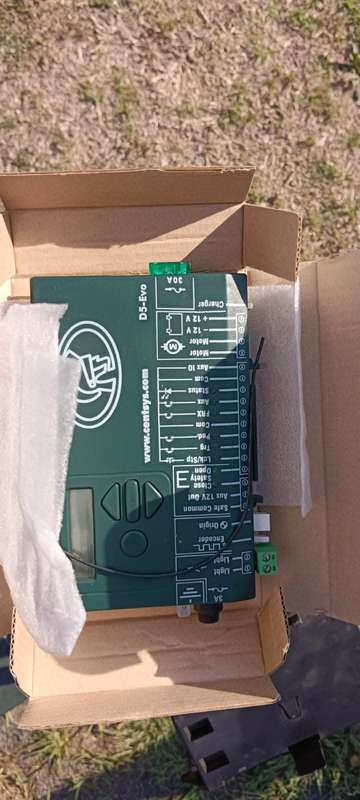 D5-Evo
www.centsys.com
30A
Charger
+ 12 V
− 12 V
M
Motor
Motor
Aux IO
Com
Status
Aux
FRX
Com
Ped
Trg
Lck/Stp
E
Open
Safety
Close
Aux 12V Out
Safe Common
Origin
Encoder
Light
Light
3A